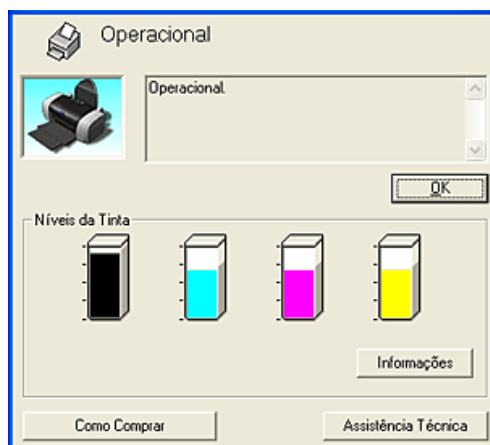 Operacional
Operacional
OK
Níveis da Tinta
Informações
Como Comprar
Assistência Técnica